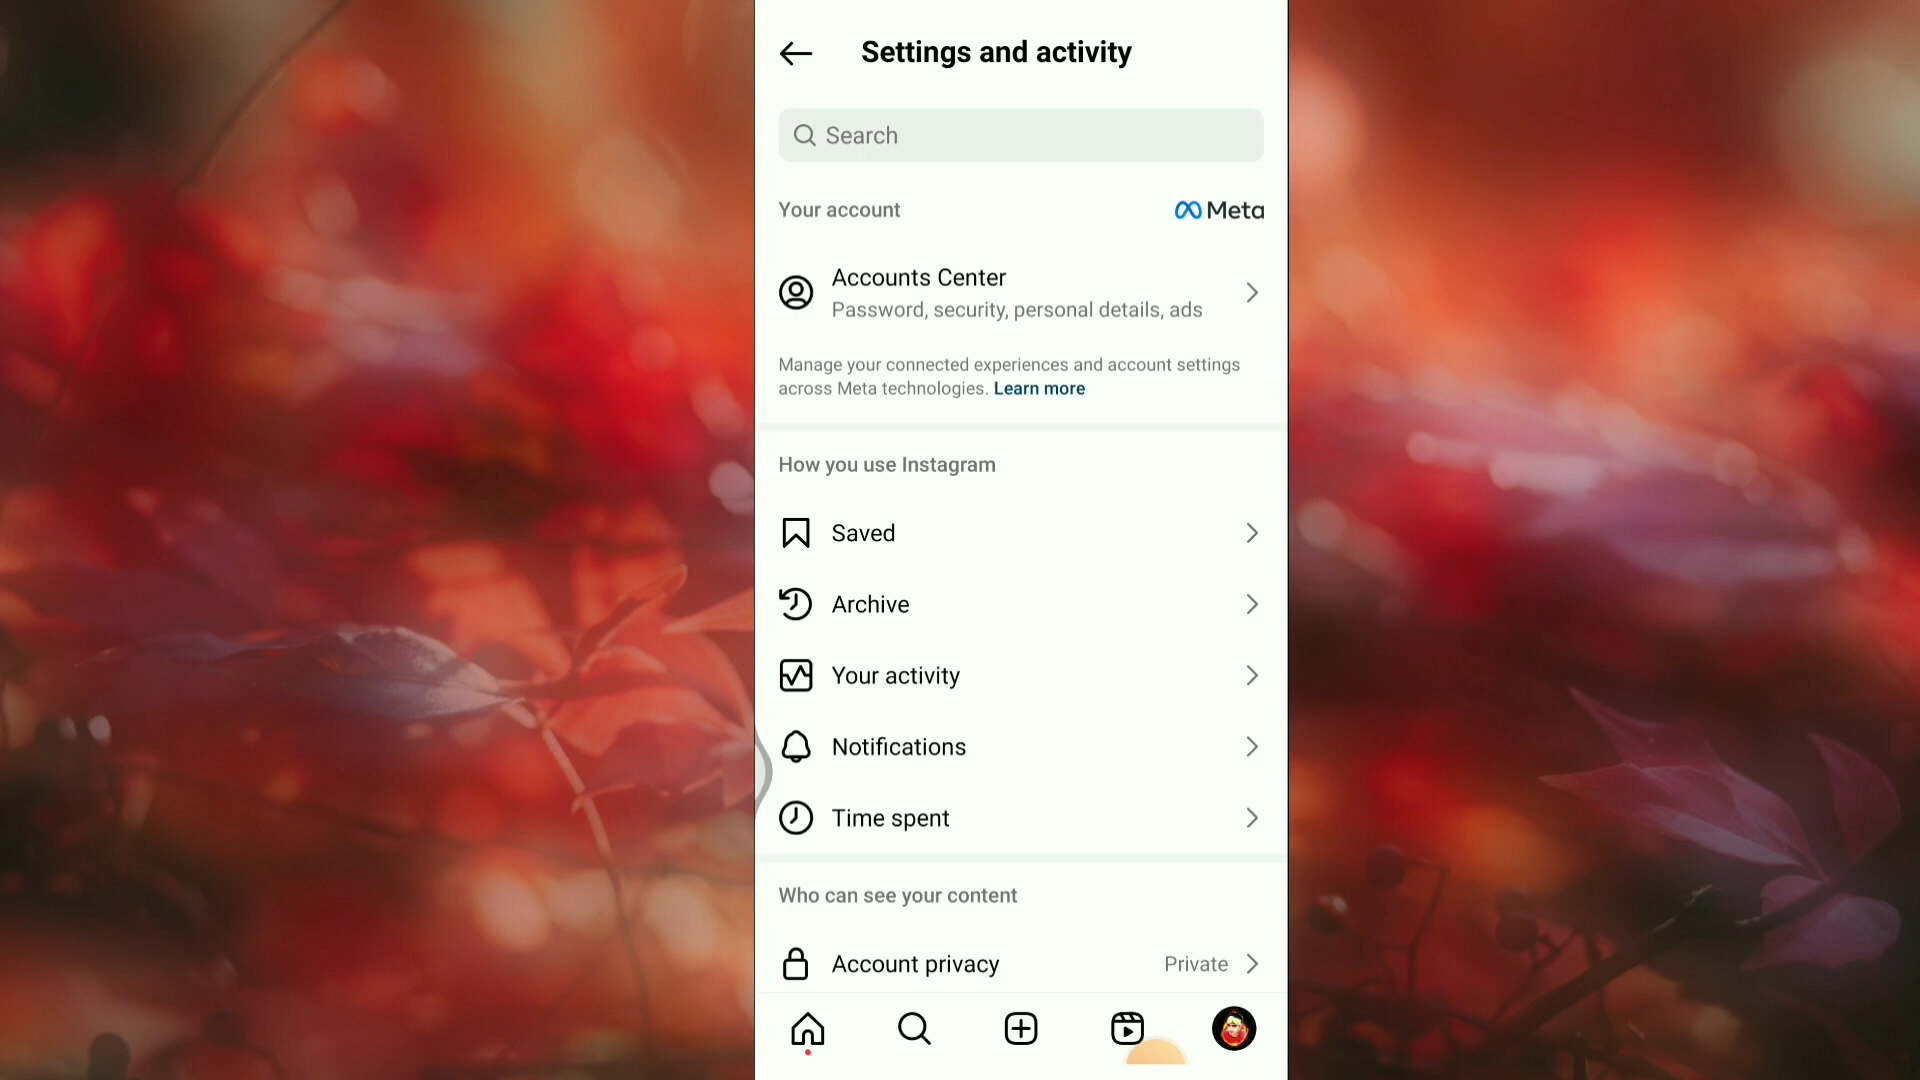 Settings and activity
Search
Your account
Meta
Accounts Center
Password, security, personal details, ads
Manage your connected experiences and account settings
across Meta technologies. Learn more
How you use Instagram
Saved
Archive
Your activity
Notifications
Time spent
Who can see your content
Account privacy
Private